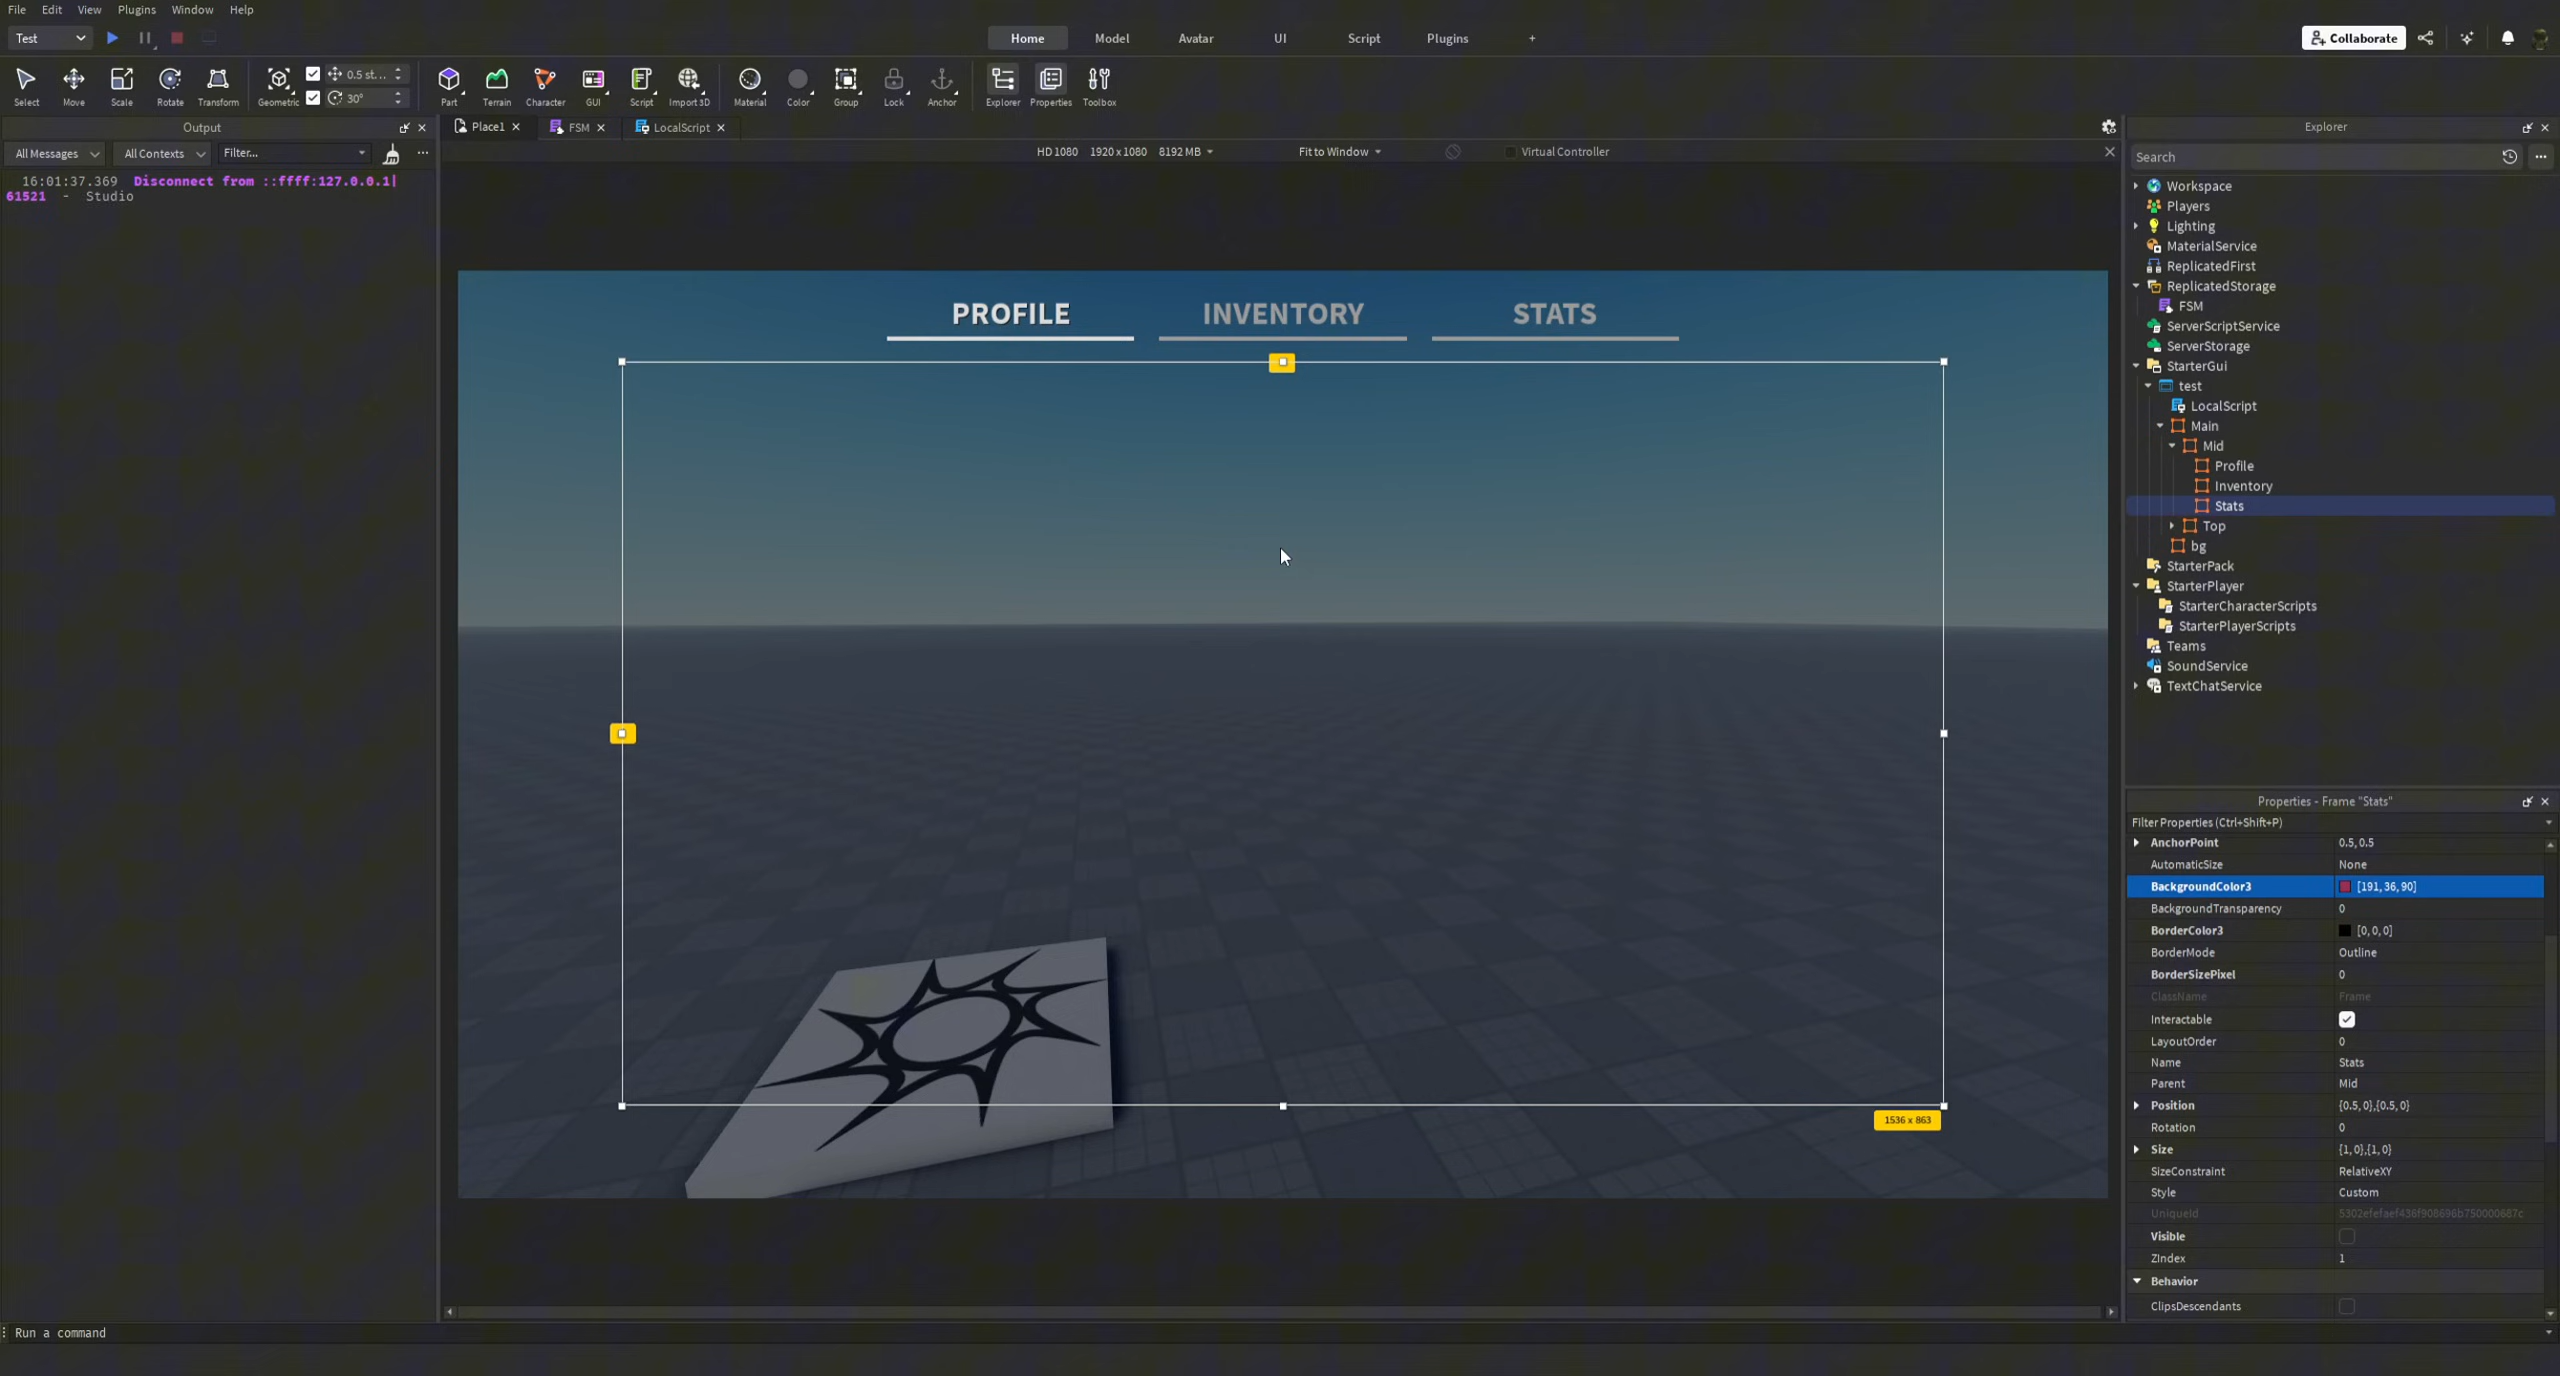 File Edit View Plugins Window Help
Test
Home Model Avatar UI Script Plugins +
Collaborate
0.5 st...
30°
Select Move Scale Rotate Transform Geometric Part Terrain Character GUI Script Import 3D Material Color Group Lock Anchor Explorer Properties Toolbox
Output
All Messages All Contexts Filter...
16:01:37.369 Disconnect from ::ffff:127.0.0.1|
61521 - Studio
Place1 FSM LocalScript
HD 1080 1920 x 1080 8192 MB Fit to Window Virtual Controller
PROFILE INVENTORY STATS
1536 x 863
Explorer
Search
Workspace
Players
Lighting
MaterialService
ReplicatedFirst
ReplicatedStorage
FSM
ServerScriptService
ServerStorage
StarterGui
test
LocalScript
Main
Mid
Profile
Inventory
Stats
Top
bg
StarterPack
StarterPlayer
StarterCharacterScripts
StarterPlayerScripts
Teams
SoundService
TextChatService
Properties - Frame "Stats"
Filter Properties (Ctrl+Shift+P)
AnchorPoint 0.5, 0.5
AutomaticSize None
BackgroundColor3 [191, 36, 90]
BackgroundTransparency 0
BorderColor3 [0, 0, 0]
BorderMode Outline
BorderSizePixel 0
ClassName Frame
Interactable
LayoutOrder 0
Name Stats
Parent Mid
Position {0.5, 0},{0.5, 0}
Rotation 0
Size {1, 0},{1, 0}
SizeConstraint RelativeXY
Style Custom
UniqueId
Visible
ZIndex 1
Behavior
ClipsDescendants
Run a command